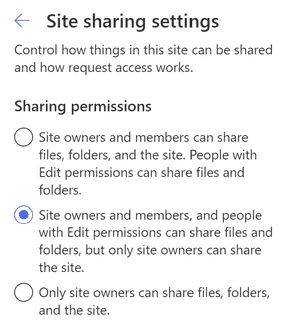 Site sharing settings
Control how things in this site can be shared
and how request access works.
Sharing permissions
Site owners and members can share
files, folders, and the site. People with
Edit permissions can share files and
folders.
Site owners and members, and people
with Edit permissions can share files and
folders, but only site owners can share
the site.
Only site owners can share files, folders,
and the site.